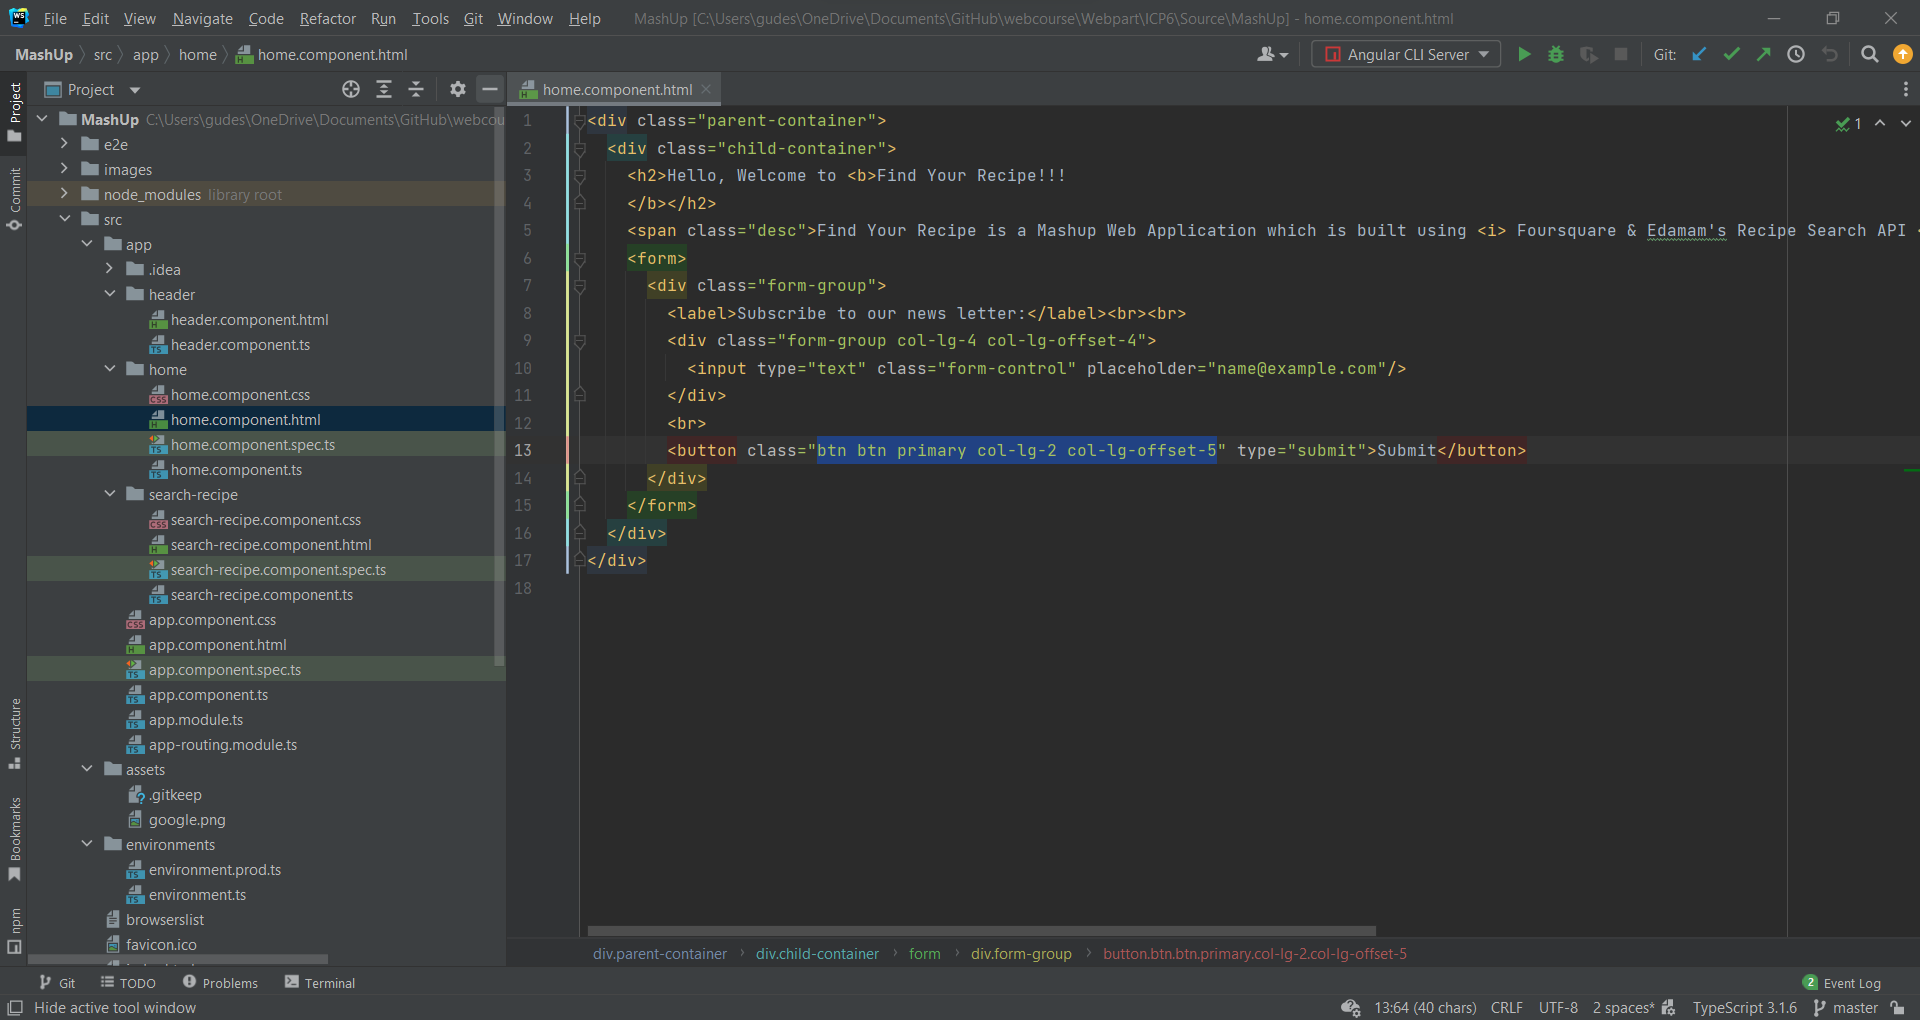 File Edit View Navigate Code Refactor Run Tools Git Window Help MashUp [C:\Users\gudes\OneDrive\Documents\GitHub\webcourse\Webpart\ICP6\Source\MashUp] - home.component.html
MashUp src app home home.component.html Angular CLI Server Git:
Project
home.component.html
Project
Commit
Structure
Bookmarks
npm
MashUp C:\Users\gudes\OneDrive\Documents\GitHub\webcou
e2e
images
node_modules library root
src
app
.idea
header
header.component.html
header.component.ts
home
home.component.css
home.component.html
home.component.spec.ts
home.component.ts
search-recipe
search-recipe.component.css
search-recipe.component.html
search-recipe.component.spec.ts
search-recipe.component.ts
app.component.css
app.component.html
app.component.spec.ts
app.component.ts
app.module.ts
app-routing.module.ts
assets
.gitkeep
google.png
environments
environment.prod.ts
environment.ts
browserslist
favicon.ico
1 <div class="parent-container">
2 <div class="child-container">
3 <h2>Hello, Welcome to <b>Find Your Recipe!!!
4 </b></h2>
5 <span class="desc">Find Your Recipe is a Mashup Web Application which is built using <i> Foursquare & Edamam's Recipe Search API
6 <form>
7 <div class="form-group">
8 <label>Subscribe to our news letter:</label><br><br>
9 <div class="form-group col-lg-4 col-lg-offset-4">
10 <input type="text" class="form-control" placeholder="name@example.com"/>
11 </div>
12 <br>
13 <button class="btn btn primary col-lg-2 col-lg-offset-5" type="submit">Submit</button>
14 </div>
15 </form>
16 </div>
17 </div>
18
1
div.parent-container div.child-container form div.form-group button.btn.btn.primary.col-lg-2.col-lg-offset-5
Git TODO Problems Terminal 2 Event Log
Hide active tool window 13:64 (40 chars) CRLF UTF-8 2 spaces* TypeScript 3.1.6 master